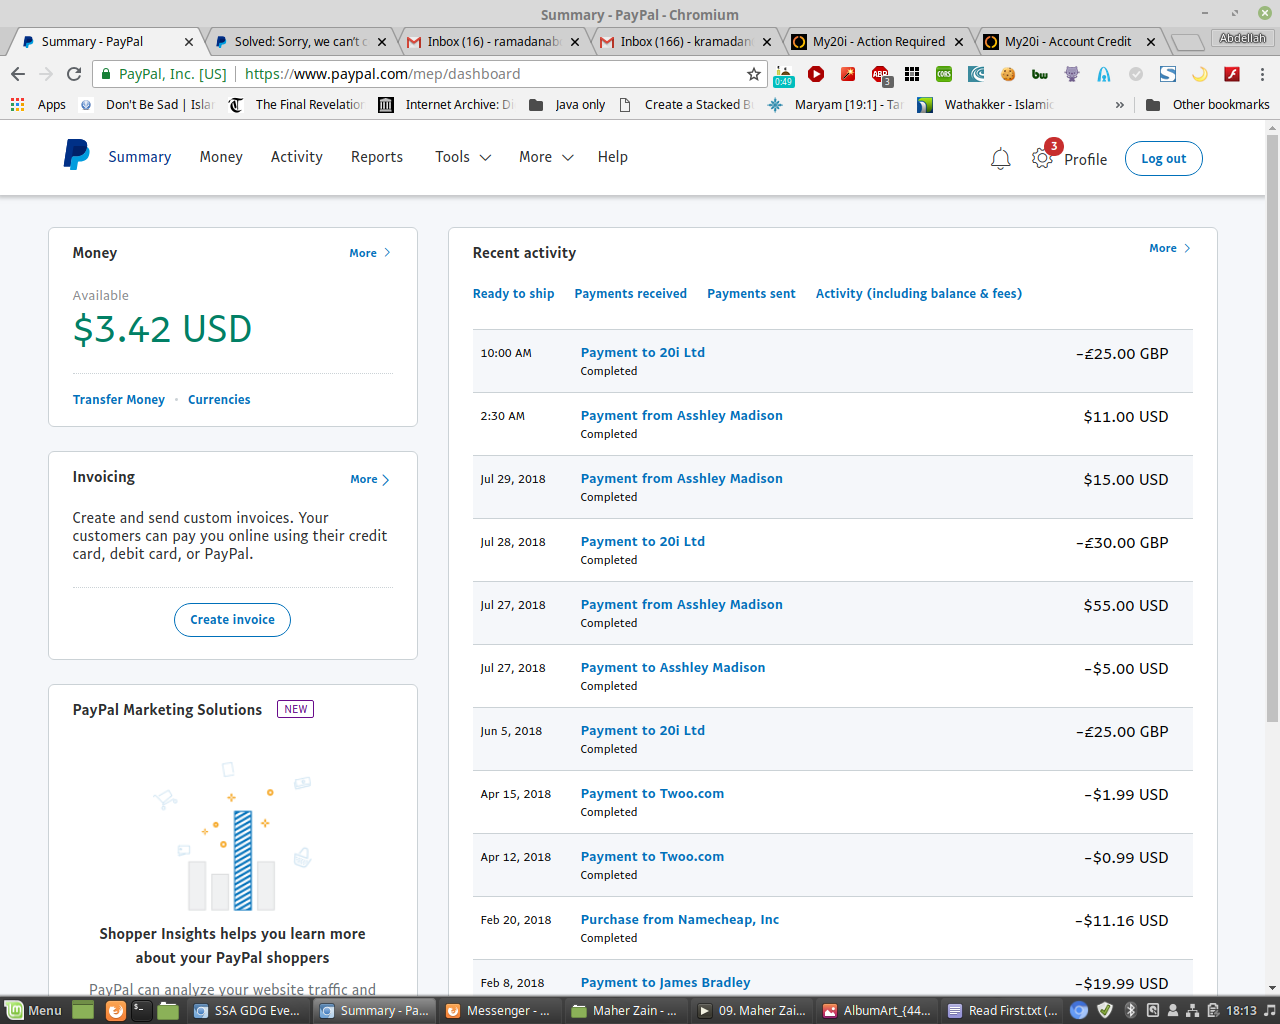 Summary - PayPal - Chromium
Summary - PayPal
Solved: Sorry, we can't c
Inbox (16) - ramadanab
Inbox (166) - kramadan
My20i - Action Required
My20i - Account Credit
Abdellah
PayPal, Inc. [US] https://www.paypal.com/mep/dashboard
0:49
ABP
3
CORS
bw
Apps
Don't Be Sad | Islar
The Final Revelation
Internet Archive: Di
Java only
Create a Stacked B
Maryam [19:1] - Tan
Wathakker - Islamic
»
Other bookmarks
Summary
Money
Activity
Reports
Tools
More
Help
3
Profile
Log out
Money
More
Available
$3.42 USD
Transfer Money • Currencies
Invoicing
More
Create and send custom invoices. Your
customers can pay you online using their credit
card, debit card, or PayPal.
Create invoice
PayPal Marketing Solutions NEW
Shopper Insights helps you learn more
about your PayPal shoppers
PayPal can analyze your website traffic and
Recent activity
More
Ready to ship
Payments received
Payments sent
Activity (including balance & fees)
10:00 AM Payment to 20i Ltd -£25.00 GBP
Completed
2:30 AM Payment from Asshley Madison $11.00 USD
Completed
Jul 29, 2018 Payment from Asshley Madison $15.00 USD
Completed
Jul 28, 2018 Payment to 20i Ltd -£30.00 GBP
Completed
Jul 27, 2018 Payment from Asshley Madison $55.00 USD
Completed
Jul 27, 2018 Payment to Asshley Madison -$5.00 USD
Completed
Jun 5, 2018 Payment to 20i Ltd -£25.00 GBP
Completed
Apr 15, 2018 Payment to Twoo.com -$1.99 USD
Completed
Apr 12, 2018 Payment to Twoo.com -$0.99 USD
Completed
Feb 20, 2018 Purchase from Namecheap, Inc -$11.16 USD
Completed
Feb 8, 2018 Payment to James Bradley -$19.99 USD
Menu
SSA GDG Eve...
Summary - Pa...
Messenger - ...
Maher Zain - ...
09. Maher Zai...
AlbumArt_{44...
Read First.txt (...
18:13